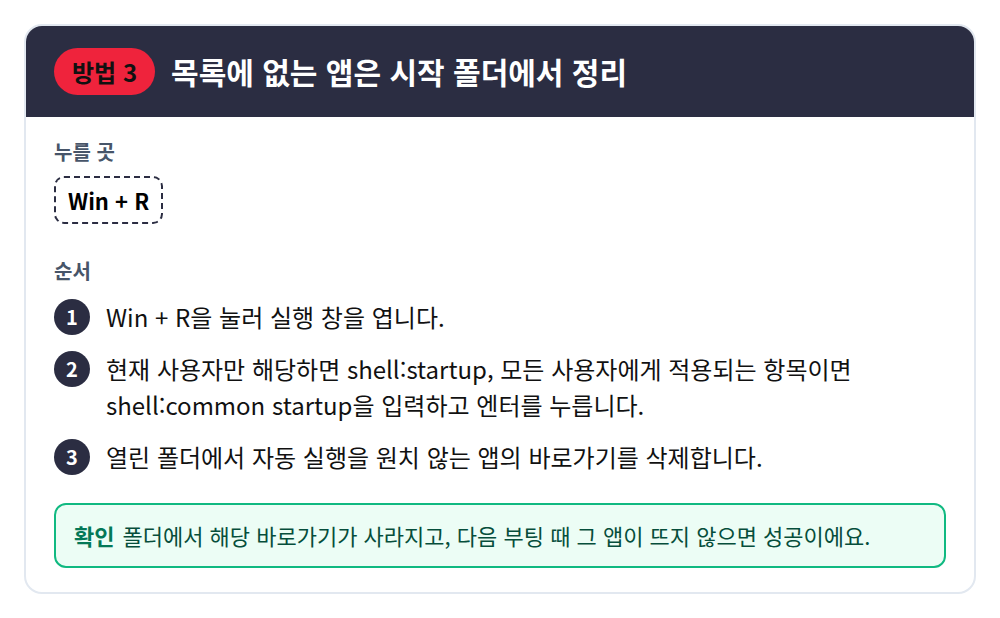 방법 3 목록에 없는 앱은 시작 폴더에서 정리
누를 곳
Win + R
순서
1 Win + R을 눌러 실행 창을 엽니다.
2 현재 사용자만 해당하면 shell:startup, 모든 사용자에게 적용되는 항목이면
shell:common startup을 입력하고 엔터를 누릅니다.
3 열린 폴더에서 자동 실행을 원치 않는 앱의 바로가기를 삭제합니다.
확인 폴더에서 해당 바로가기가 사라지고, 다음 부팅 때 그 앱이 뜨지 않으면 성공이에요.